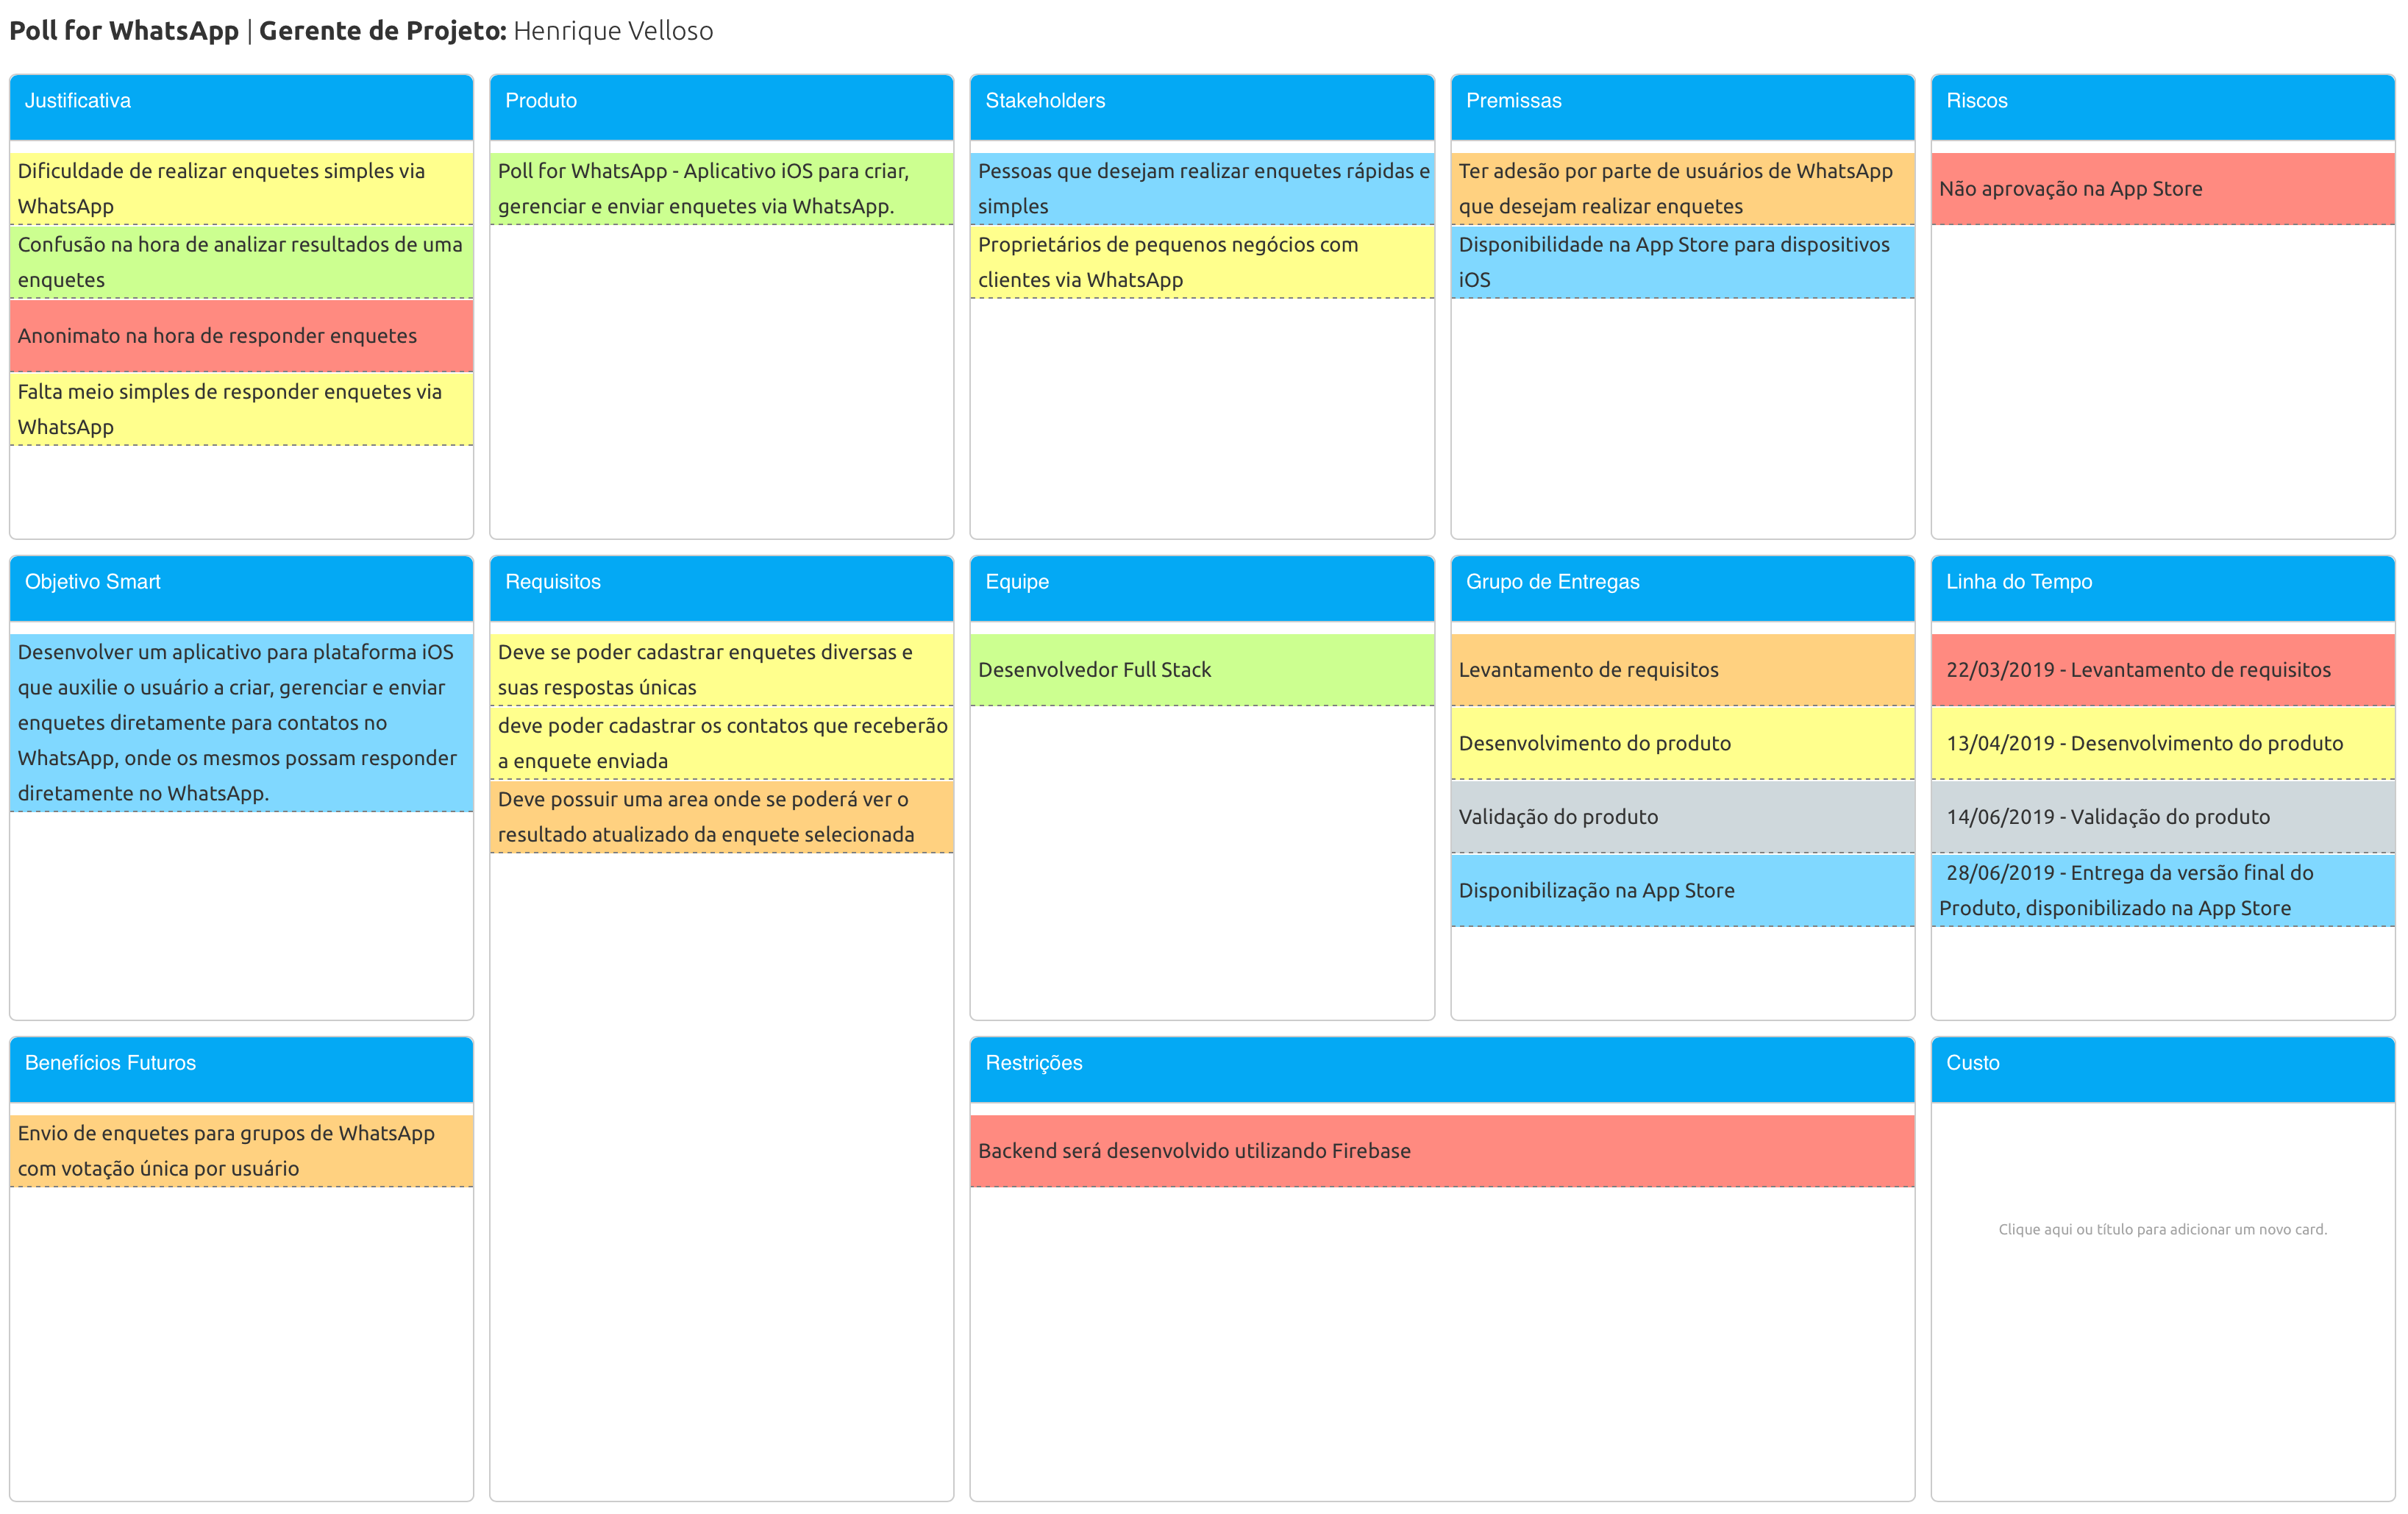 Poll for WhatsApp | Gerente de Projeto: Henrique Velloso
Justificativa
Dificuldade de realizar enquetes simples via
WhatsApp
Confusão na hora de analizar resultados de uma
enquetes
Anonimato na hora de responder enquetes
Falta meio simples de responder enquetes via
WhatsApp
Produto
Poll for WhatsApp - Aplicativo iOS para criar,
gerenciar e enviar enquetes via WhatsApp.
Stakeholders
Pessoas que desejam realizar enquetes rápidas e
simples
Proprietários de pequenos negócios com
clientes via WhatsApp
Premissas
Ter adesão por parte de usuários de WhatsApp
que desejam realizar enquetes
Disponibilidade na App Store para dispositivos
iOS
Riscos
Não aprovação na App Store
Objetivo Smart
Desenvolver um aplicativo para plataforma iOS
que auxilie o usuário a criar, gerenciar e enviar
enquetes diretamente para contatos no
WhatsApp, onde os mesmos possam responder
diretamente no WhatsApp.
Requisitos
Deve se poder cadastrar enquetes diversas e
suas respostas únicas
deve poder cadastrar os contatos que receberão
a enquete enviada
Deve possuir uma area onde se poderá ver o
resultado atualizado da enquete selecionada
Equipe
Desenvolvedor Full Stack
Grupo de Entregas
Levantamento de requisitos
Desenvolvimento do produto
Validação do produto
Disponibilização na App Store
Linha do Tempo
22/03/2019 - Levantamento de requisitos
13/04/2019 - Desenvolvimento do produto
14/06/2019 - Validação do produto
28/06/2019 - Entrega da versão final do
Produto, disponibilizado na App Store
Benefícios Futuros
Envio de enquetes para grupos de WhatsApp
com votação única por usuário
Restrições
Backend será desenvolvido utilizando Firebase
Custo
Clique aqui ou título para adicionar um novo card.